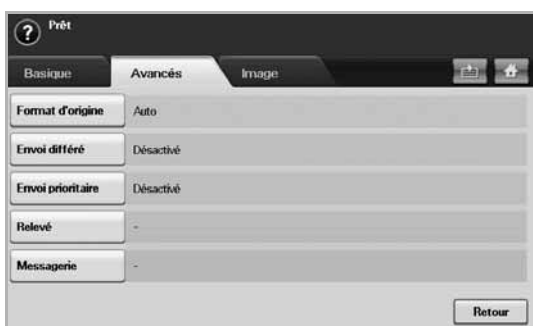 ? Prêt
Basique Avancés Image
Format d'origine Auto
Envoi différé Désactivé
Envoi prioritaire Désactivé
Relevé -
Messagerie -
Retour